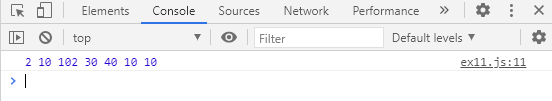 Elements Console Sources Network Performance »
top Filter Default levels
2 10 102 30 40 10 10 ex11.js:11
>